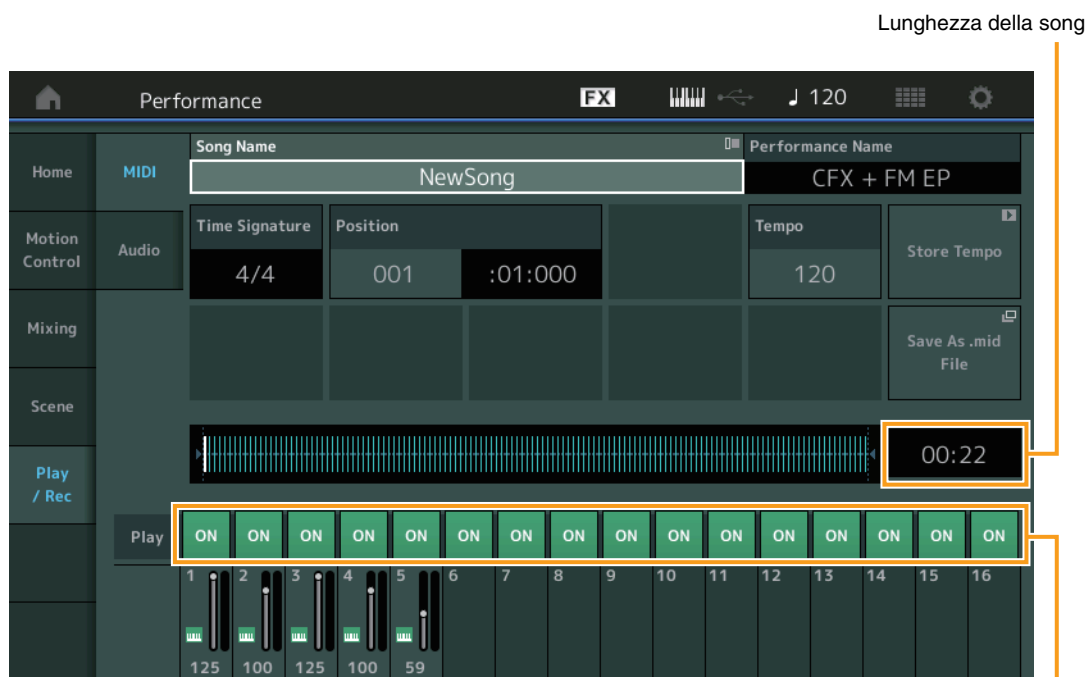 Lunghezza della song
Performance FX 120
Song Name Performance Name
Home MIDI NewSong CFX + FM EP
Motion Control Audio Time Signature Position Tempo Store Tempo
4/4 001 :01:000 120
Mixing Save As .mid File
Scene
Play / Rec 00:22
Play ON ON ON ON ON ON ON ON ON ON ON ON ON ON ON ON
1 2 3 4 5 6 7 8 9 10 11 12 13 14 15 16
125 100 125 100 59